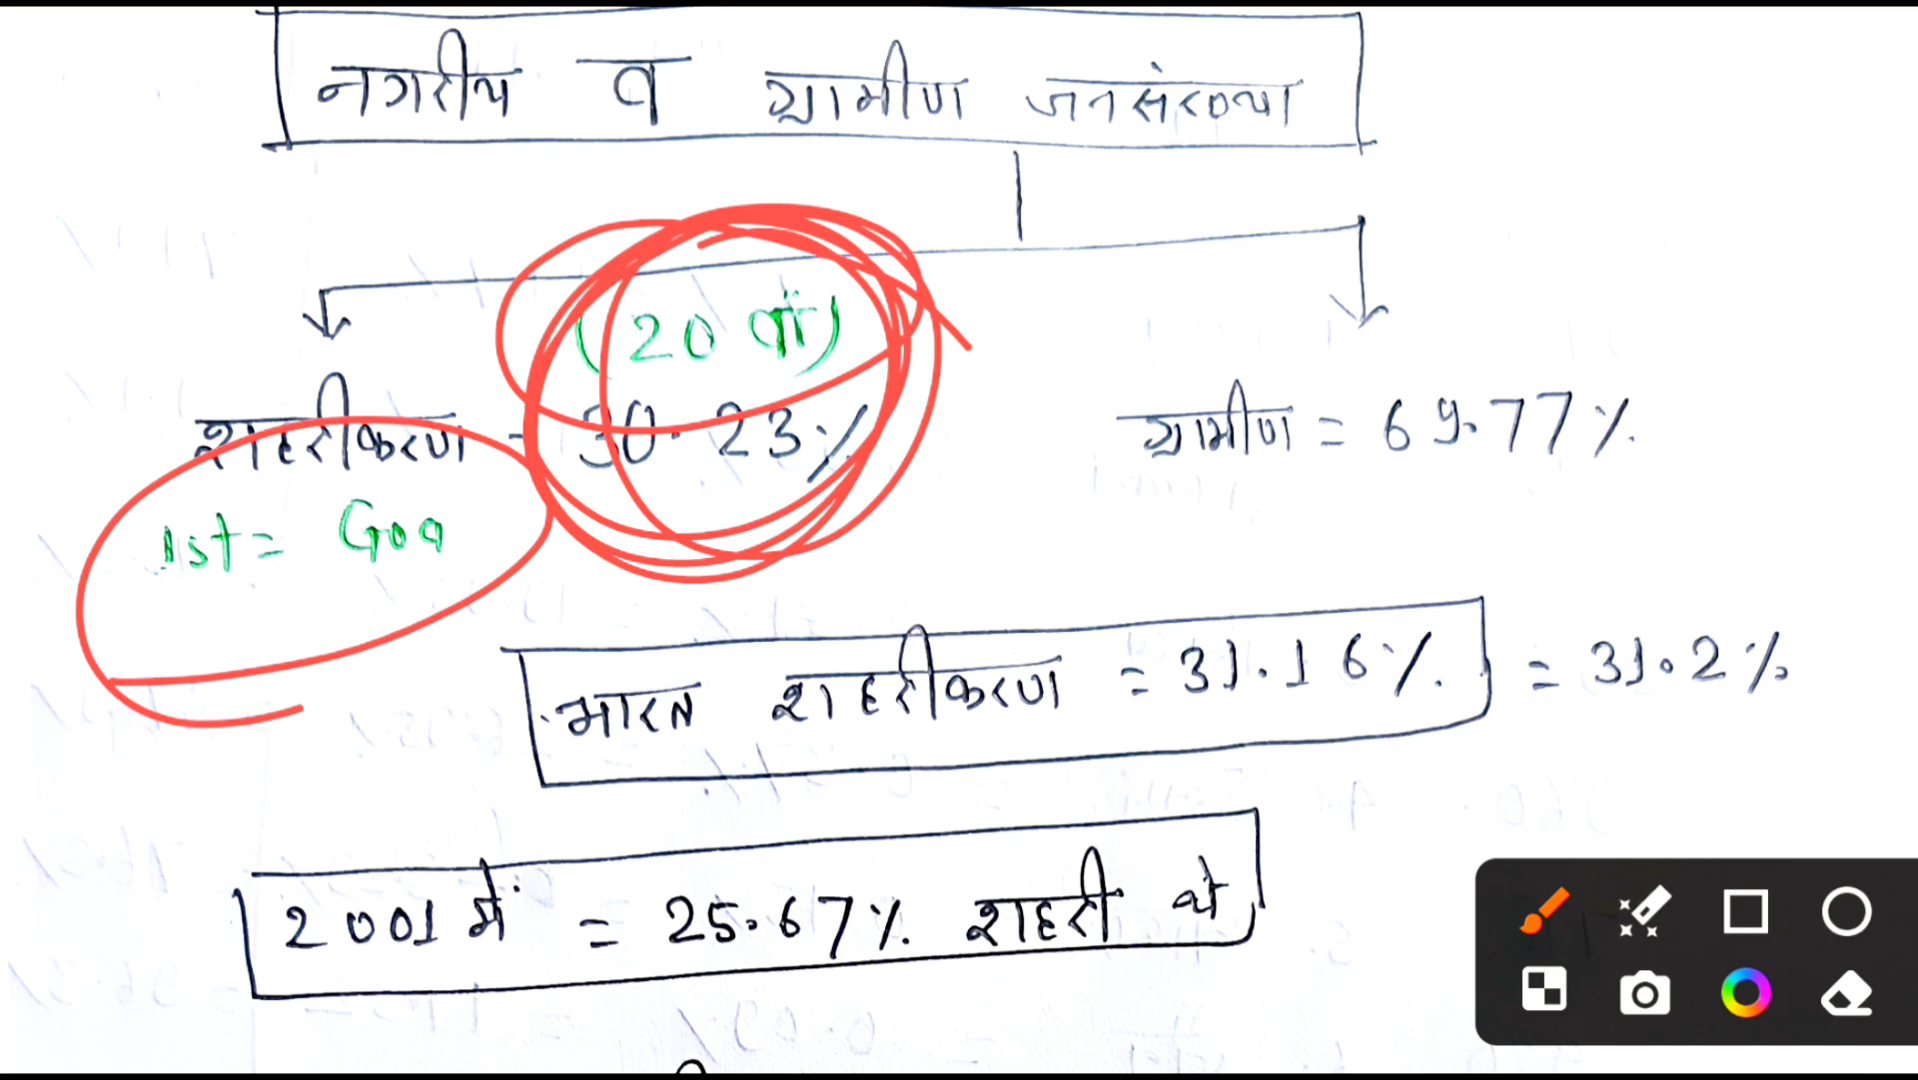 नगरीय व ग्रामीण जनसंख्या
(20 वां)
शहरीकरण - 30.23%
ग्रामीण = 69.77%
1st = Goa
भारत शहरीकरण = 31.16% = 31.2%
2001 में = 25.67% शहरी थे